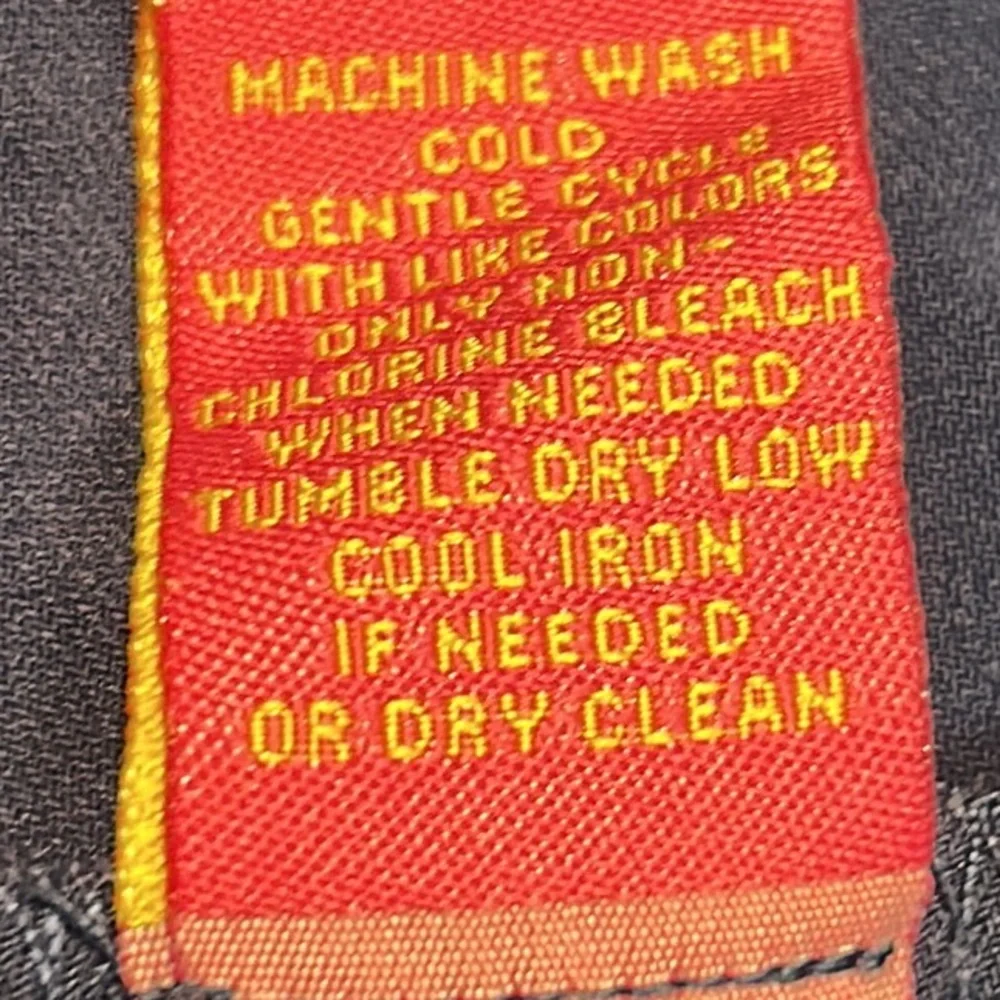 MACHINE WASH
COLD
GENTLE CYCLE
WITH LIKE COLORS
ONLY NON-
CHLORINE BLEACH
WHEN NEEDED
TUMBLE DRY LOW
COOL IRON
IF NEEDED
OR DRY CLEAN